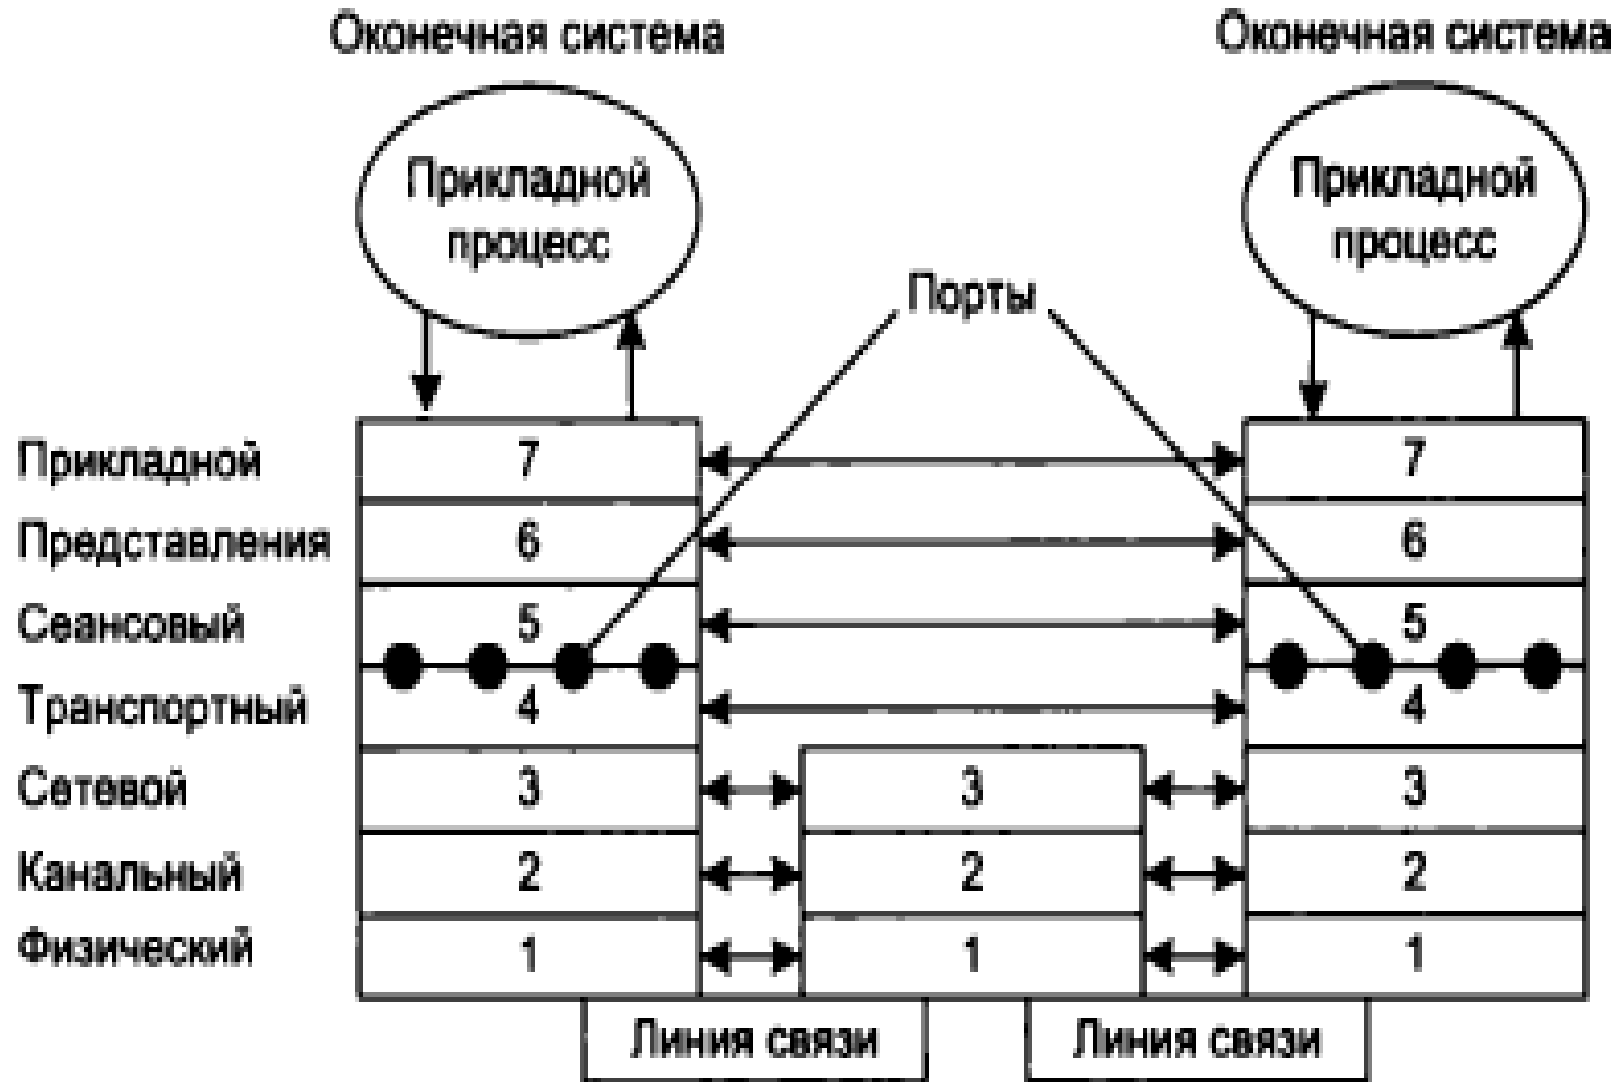 Оконечная система Оконечная система
Прикладной Прикладной
процесс процесс
Порты
Прикладной 7 7
Представления 6 6
Сеансовый 5 5
Транспортный 4 4
Сетевой 3 3 3
Канальный 2 2 2
Физический 1 1 1
Линия связи Линия связи